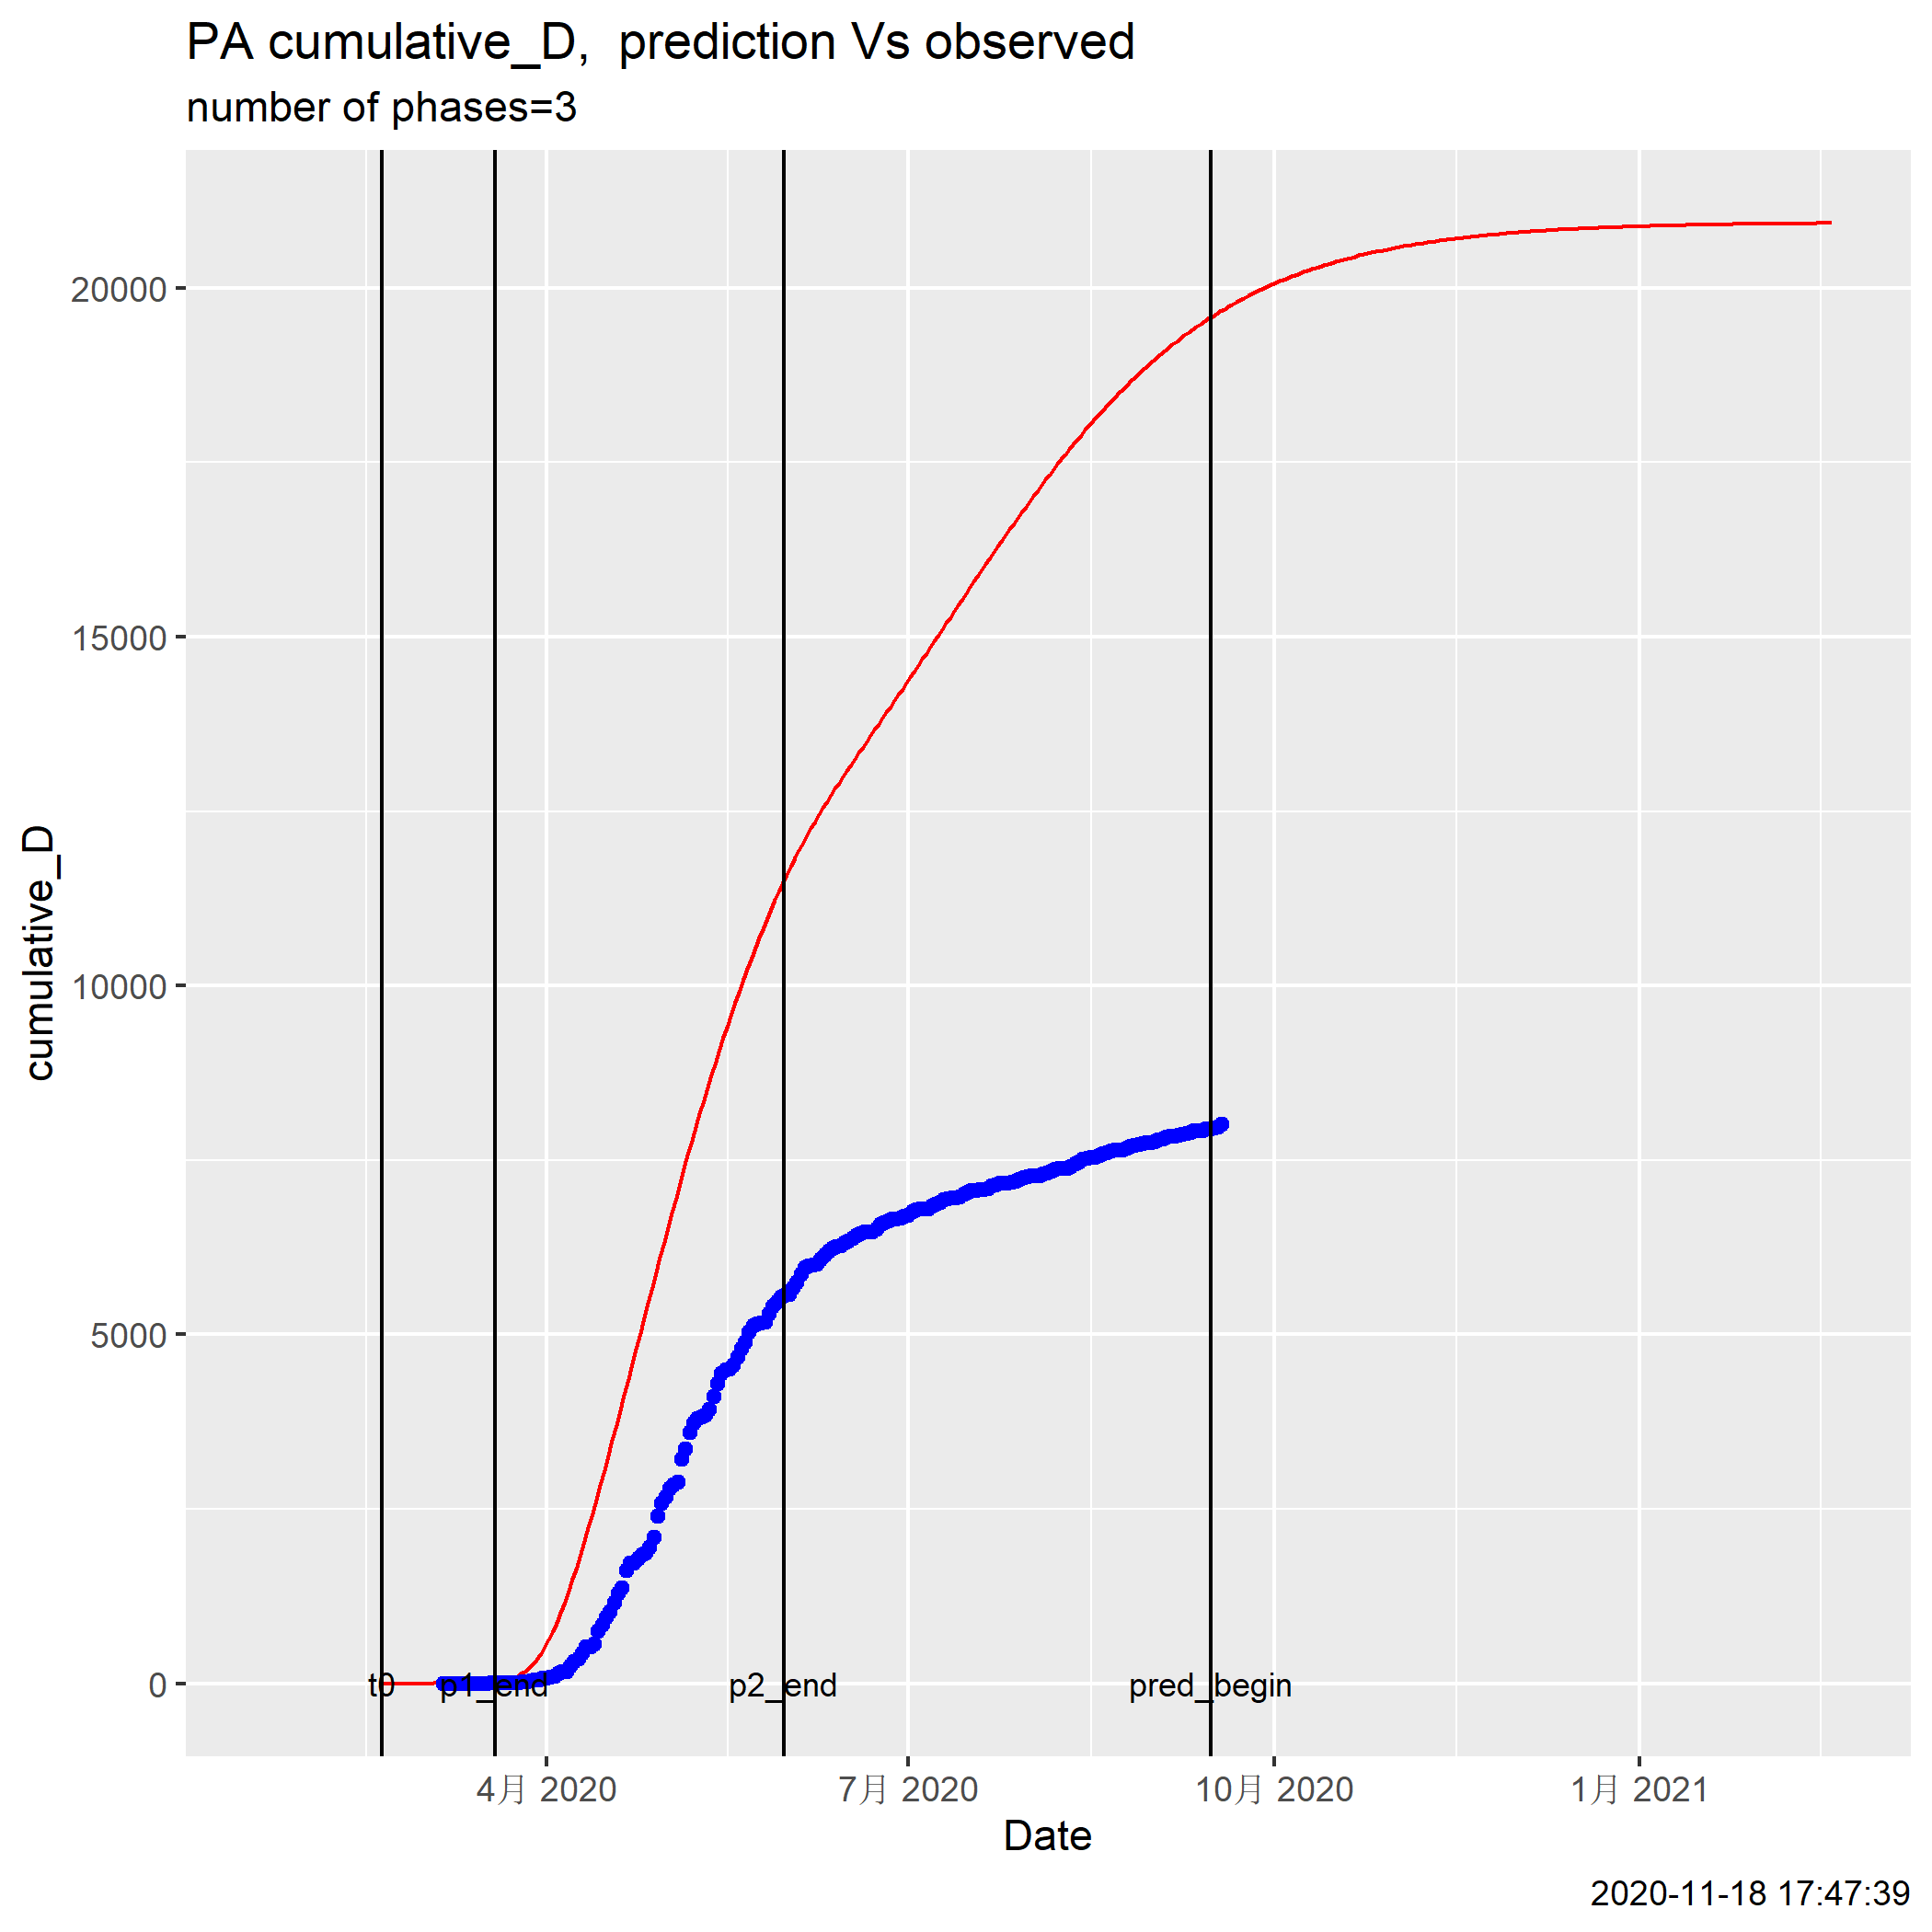 PA cumulative_D,  prediction Vs observed
number of phases=3
cumulative_D
20000
15000
10000
5000
0
t0
p1_end
p2_end
pred_begin
4月 2020
7月 2020
10月 2020
1月 2021
Date
2020-11-18 17:47:39